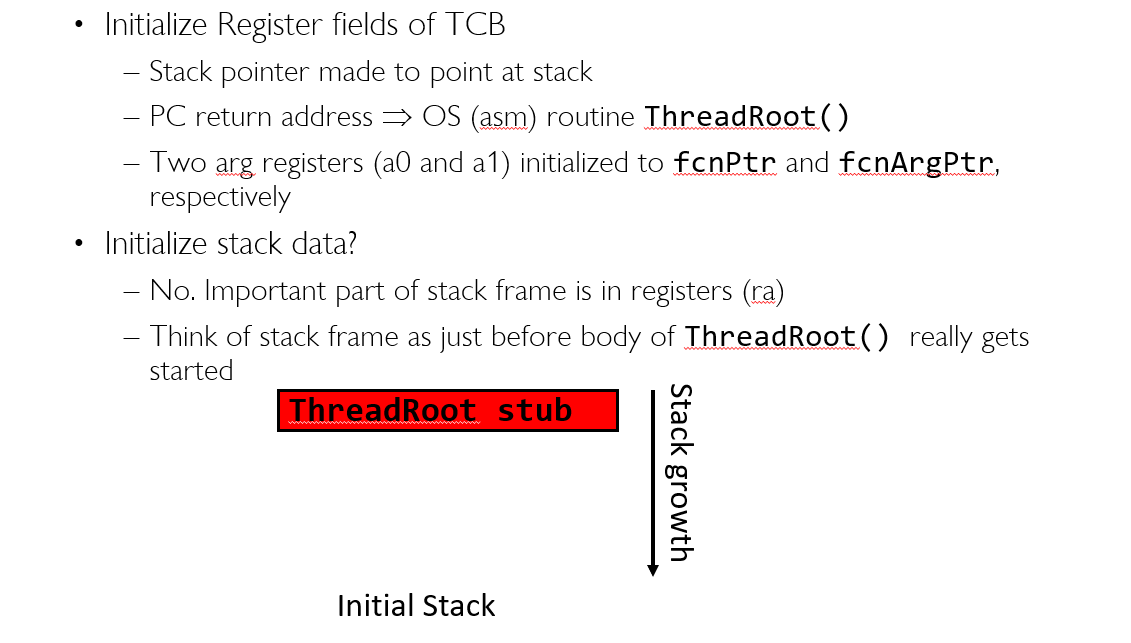 • Initialize Register fields of TCB
– Stack pointer made to point at stack
– PC return address ⇒ OS (asm) routine ThreadRoot()
– Two arg registers (a0 and a1) initialized to fcnPtr and fcnArgPtr,
respectively
• Initialize stack data?
– No. Important part of stack frame is in registers (ra)
– Think of stack frame as just before body of ThreadRoot() really gets
started
ThreadRoot stub
Stack growth
Initial Stack